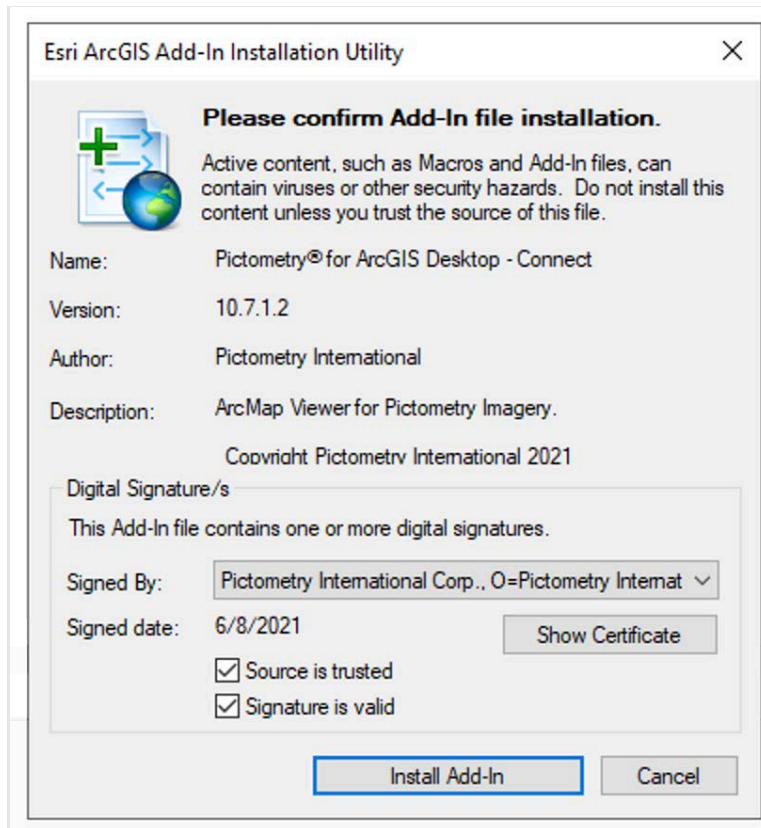 Esri ArcGIS Add-In Installation Utility
Please confirm Add-In file installation.
Active content, such as Macros and Add-In files, can
contain viruses or other security hazards. Do not install this
content unless you trust the source of this file.
Name: Pictometry® for ArcGIS Desktop - Connect
Version: 10.7.1.2
Author: Pictometry International
Description: ArcMap Viewer for Pictometry Imagery.
Copyright Pictometry International 2021
Digital Signature/s
This Add-In file contains one or more digital signatures.
Signed By: Pictometry International Corp., O=Pictometry Internat
Signed date: 6/8/2021
Show Certificate
Source is trusted
Signature is valid
Install Add-In Cancel